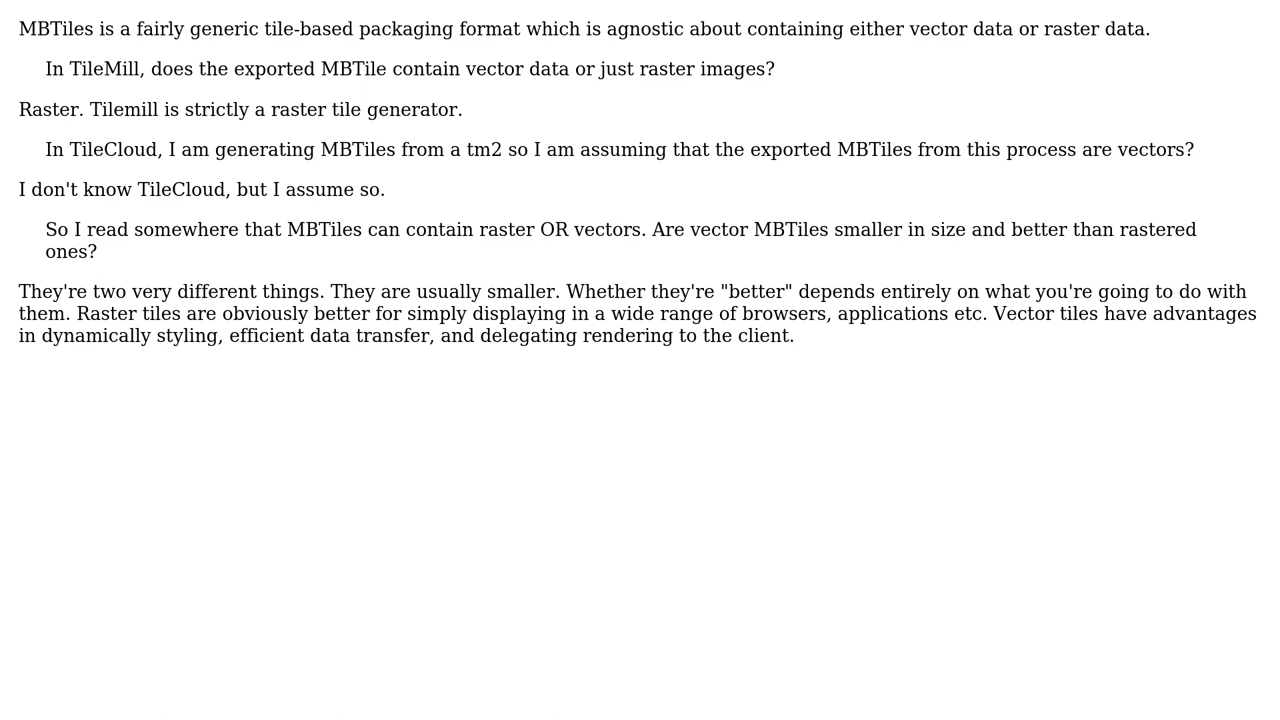 MBTiles is a fairly generic tile-based packaging format which is agnostic about containing either vector data or raster data.
In TileMill, does the exported MBTile contain vector data or just raster images?
Raster. Tilemill is strictly a raster tile generator.
In TileCloud, I am generating MBTiles from a tm2 so I am assuming that the exported MBTiles from this process are vectors?
I don't know TileCloud, but I assume so.
So I read somewhere that MBTiles can contain raster OR vectors. Are vector MBTiles smaller in size and better than rastered
ones?
They're two very different things. They are usually smaller. Whether they're "better" depends entirely on what you're going to do with
them. Raster tiles are obviously better for simply displaying in a wide range of browsers, applications etc. Vector tiles have advantages
in dynamically styling, efficient data transfer, and delegating rendering to the client.